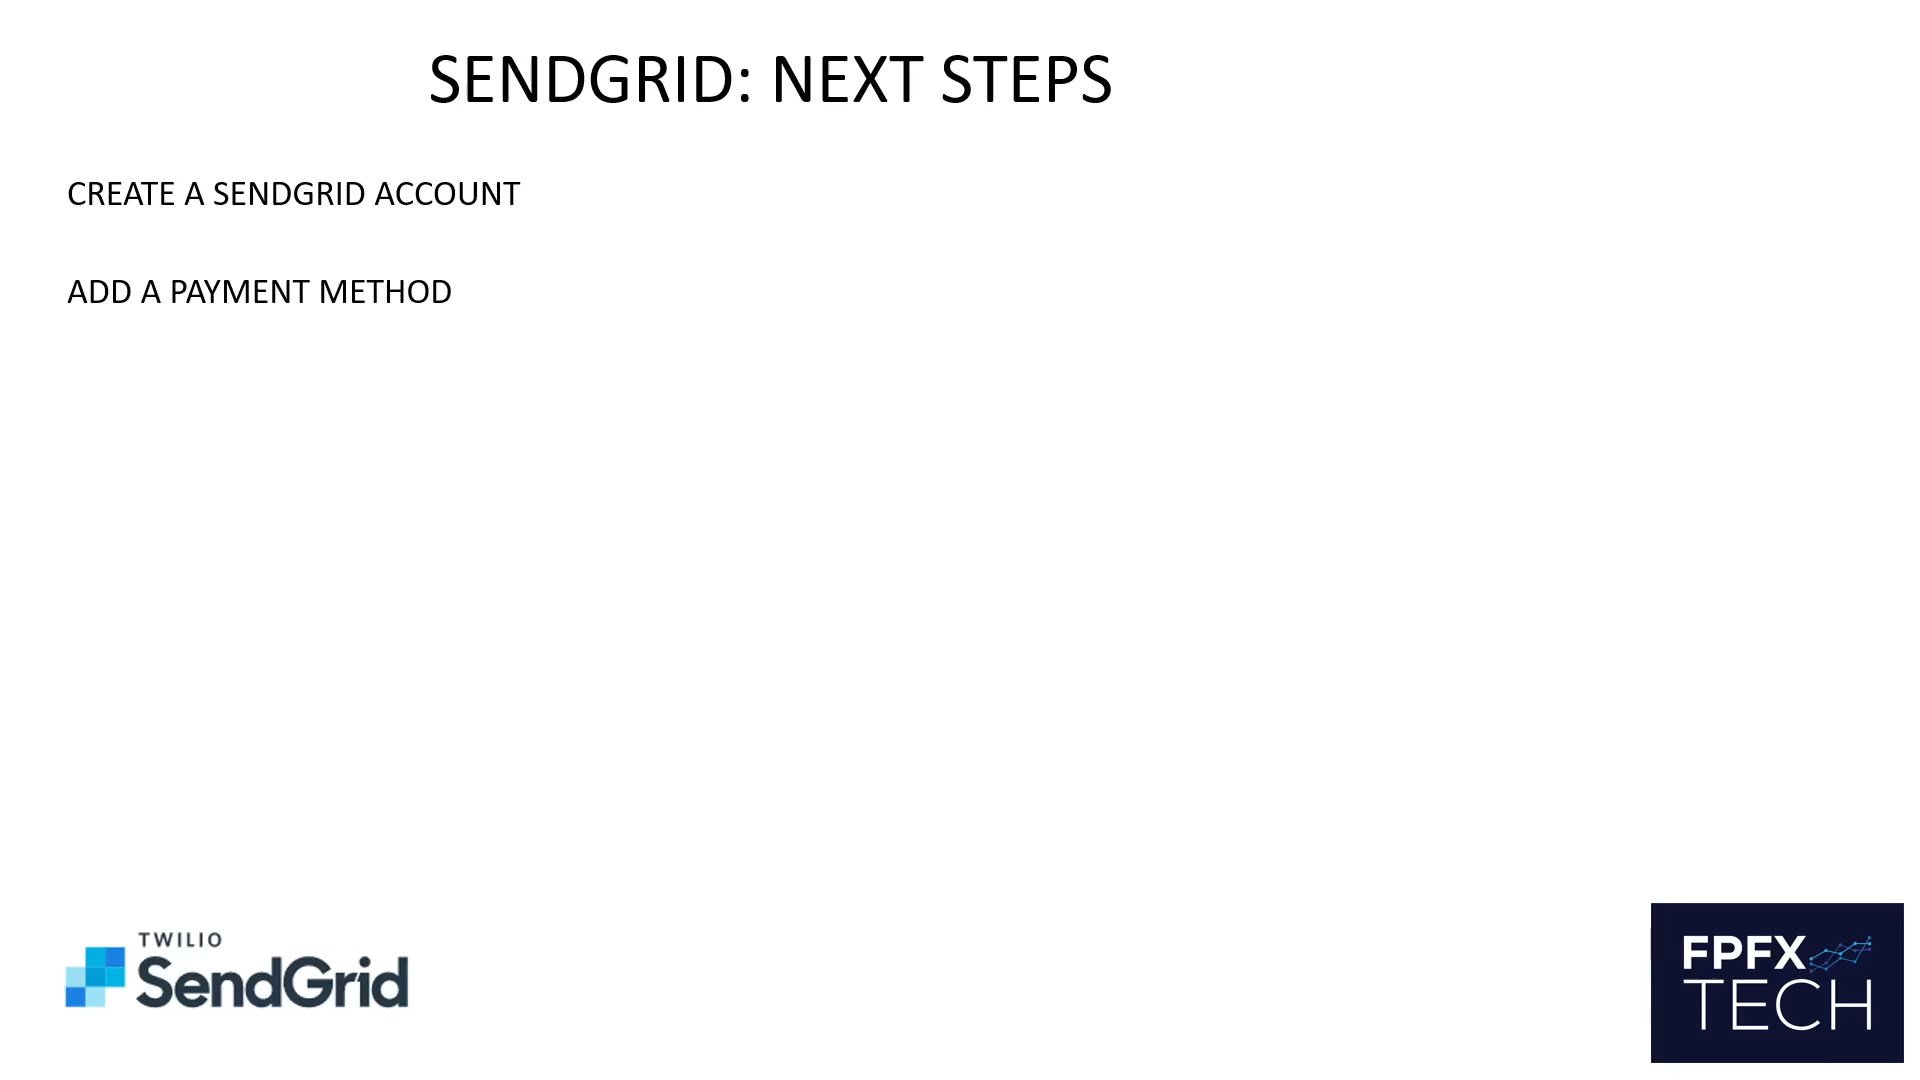 SENDGRID: NEXT STEPS
CREATE A SENDGRID ACCOUNT
ADD A PAYMENT METHOD
TWILIO
SendGrid
FPFX
TECH